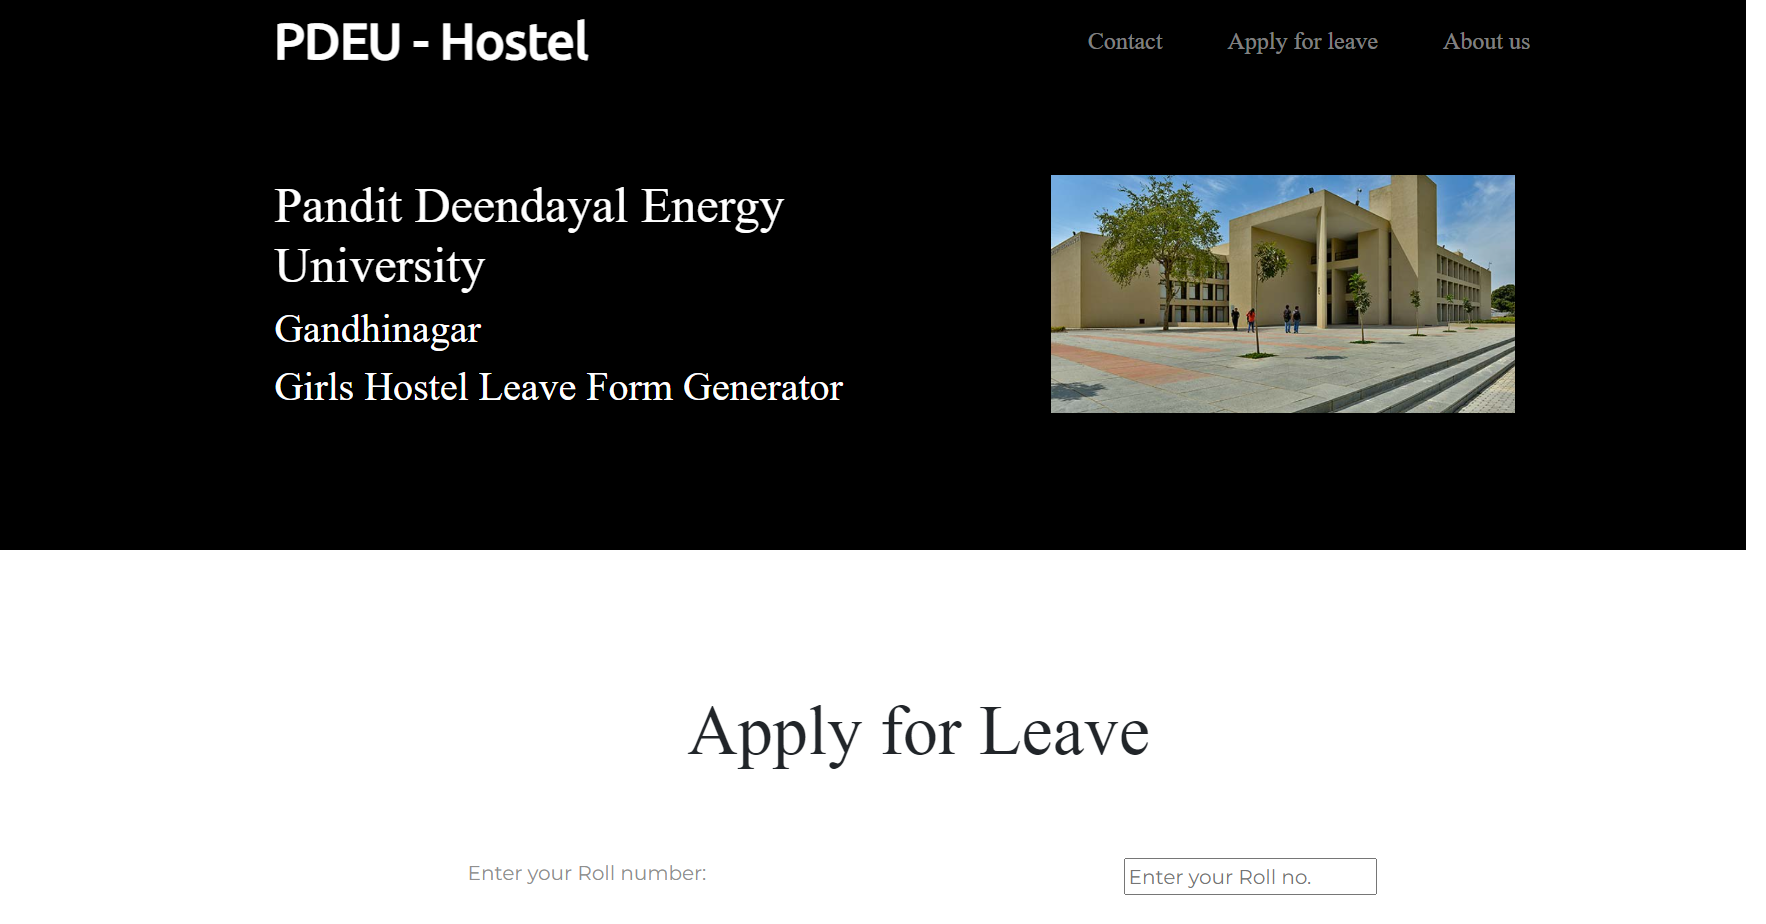 PDEU - Hostel
Contact
Apply for leave
About us
Pandit Deendayal Energy
University
Gandhinagar
Girls Hostel Leave Form Generator
Apply for Leave
Enter your Roll number:
Enter your Roll no.